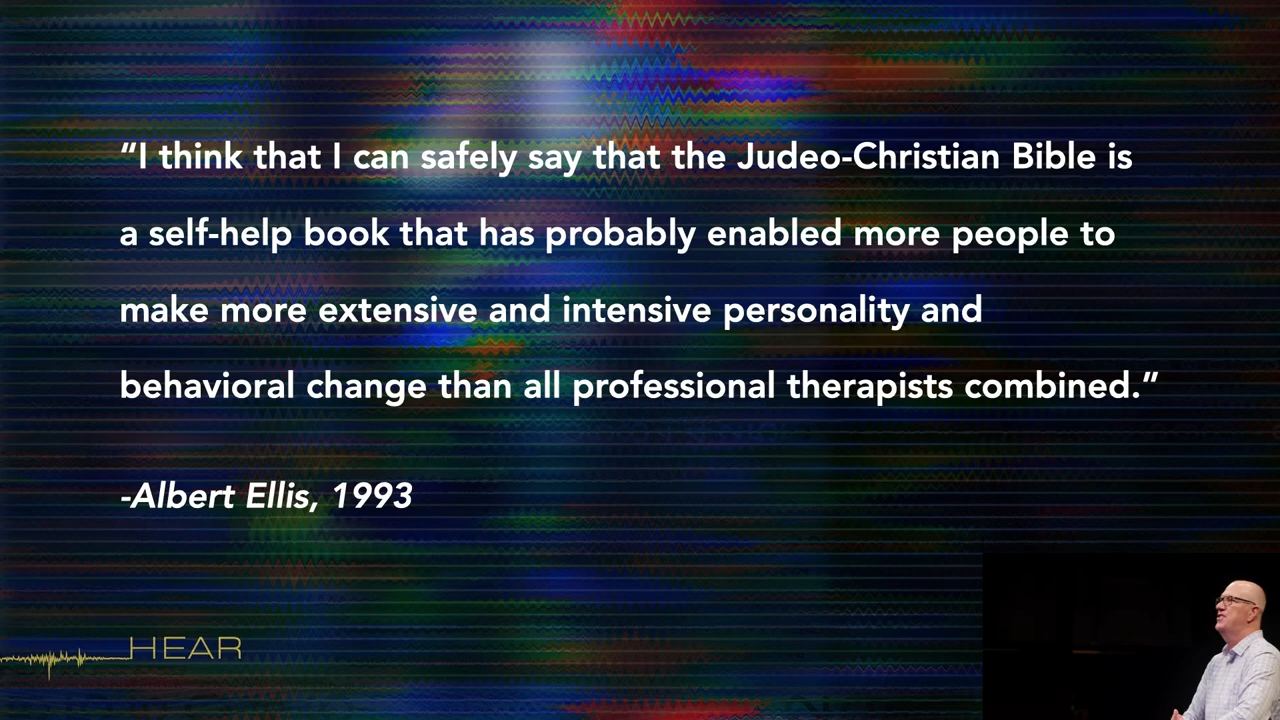 “I think that I can safely say that the Judeo-Christian Bible is
a self-help book that has probably enabled more people to
make more extensive and intensive personality and
behavioral change than all professional therapists combined.”
-Albert Ellis, 1993
HEAR